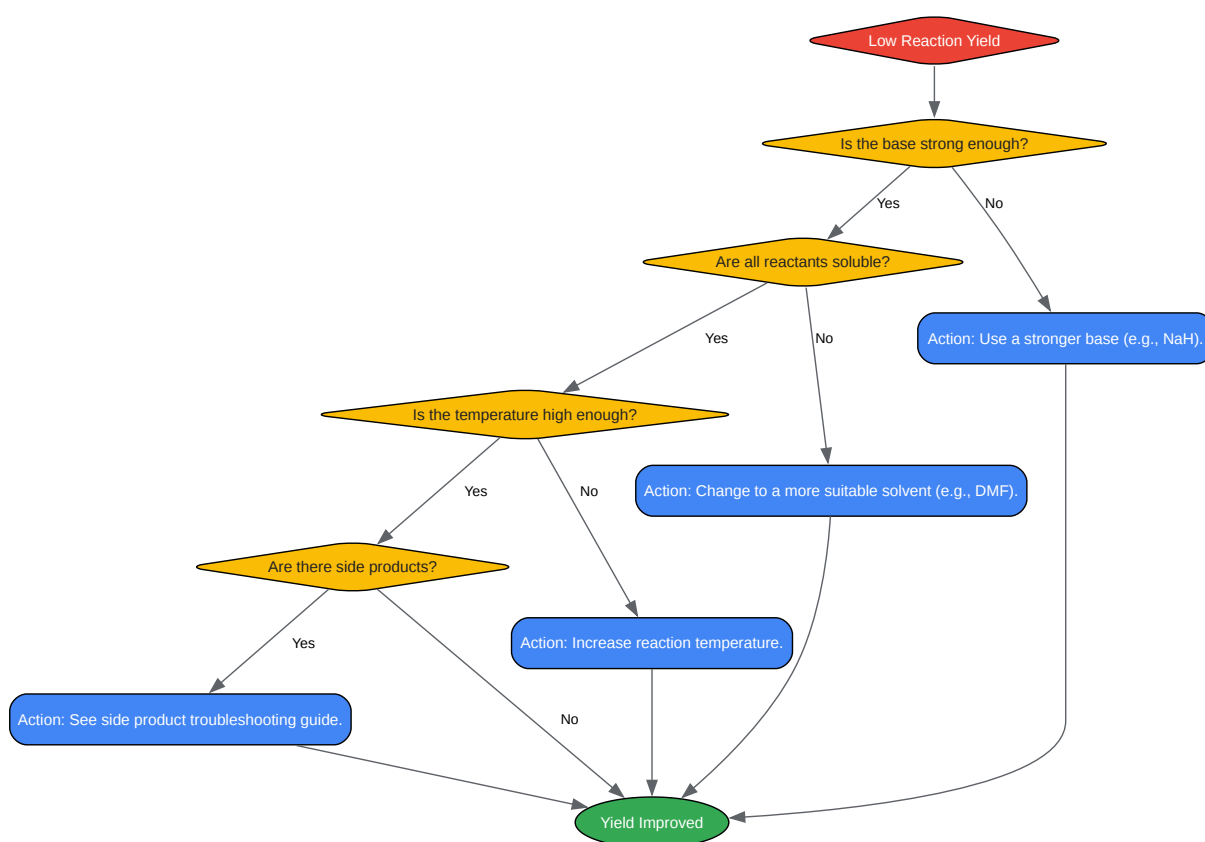 Low Reaction Yield
Is the base strong enough?
Yes
No
Are all reactants soluble?
Yes
No
Action: Use a stronger base (e.g., NaH).
Is the temperature high enough?
Yes
No
Action: Change to a more suitable solvent (e.g., DMF).
Are there side products?
Yes
No
Action: Increase reaction temperature.
Action: See side product troubleshooting guide.
Yield Improved